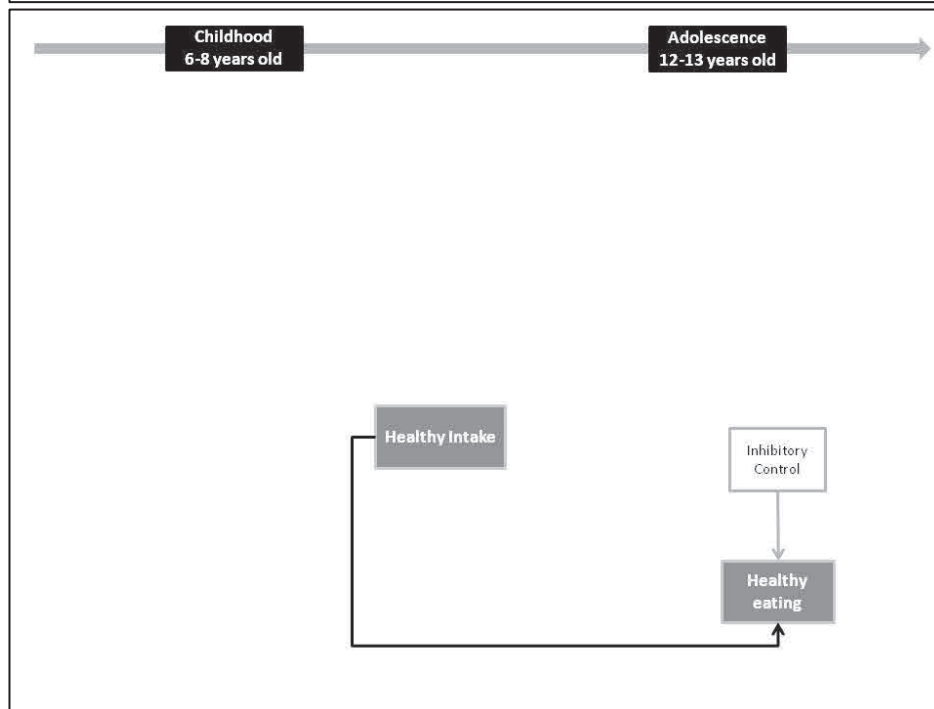 Childhood
6-8 years old
Adolescence
12-13 years old
Healthy Intake
Inhibitory
Control
Healthy
eating